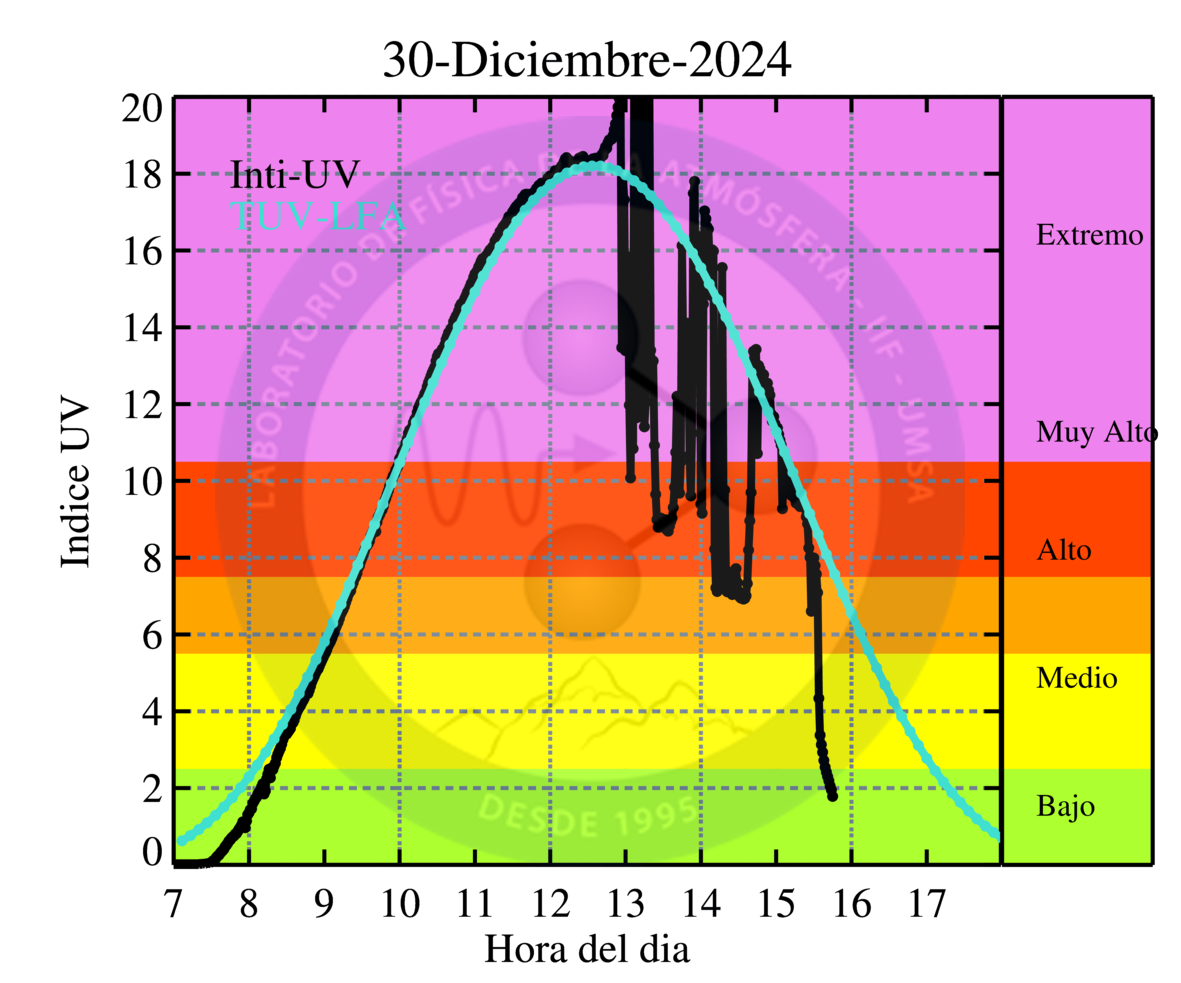 30-Diciembre-2024
Inti-UV
TUV-LFA
20
18
16
14
12
10
8
6
4
2
0
Indice UV
7 8 9 10 11 12 13 14 15 16 17
Hora del dia
Extremo
Muy Alto
Alto
Medio
Bajo
LABORATORIO DE FÍSICA DE LA ATMÓSFERA - IIF - UMSA
DESDE 1995